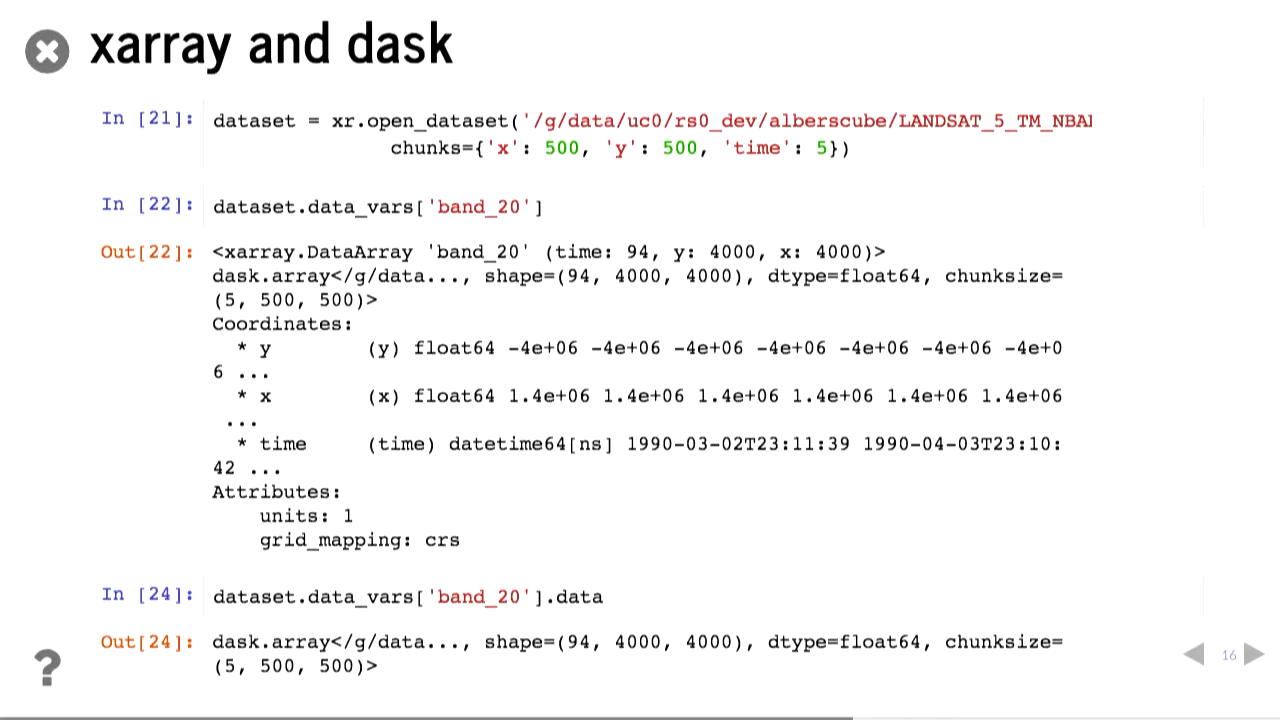 xarray and dask
In [21]: dataset = xr.open_dataset('/g/data/uc0/rs0_dev/alberscube/LANDSAT_5_TM_NBAI
chunks={'x': 500, 'y': 500, 'time': 5})
In [22]: dataset.data_vars['band_20']
Out[22]: <xarray.DataArray 'band_20' (time: 94, y: 4000, x: 4000)>
dask.array</g/data..., shape=(94, 4000, 4000), dtype=float64, chunksize=
(5, 500, 500)>
Coordinates:
* y (y) float64 -4e+06 -4e+06 -4e+06 -4e+06 -4e+06 -4e+06 -4e+0
6 ...
* x (x) float64 1.4e+06 1.4e+06 1.4e+06 1.4e+06 1.4e+06 1.4e+06
...
* time (time) datetime64[ns] 1990-03-02T23:11:39 1990-04-03T23:10:
42 ...
Attributes:
units: 1
grid_mapping: crs
In [24]: dataset.data_vars['band_20'].data
Out[24]: dask.array</g/data..., shape=(94, 4000, 4000), dtype=float64, chunksize=
(5, 500, 500)>
?
16